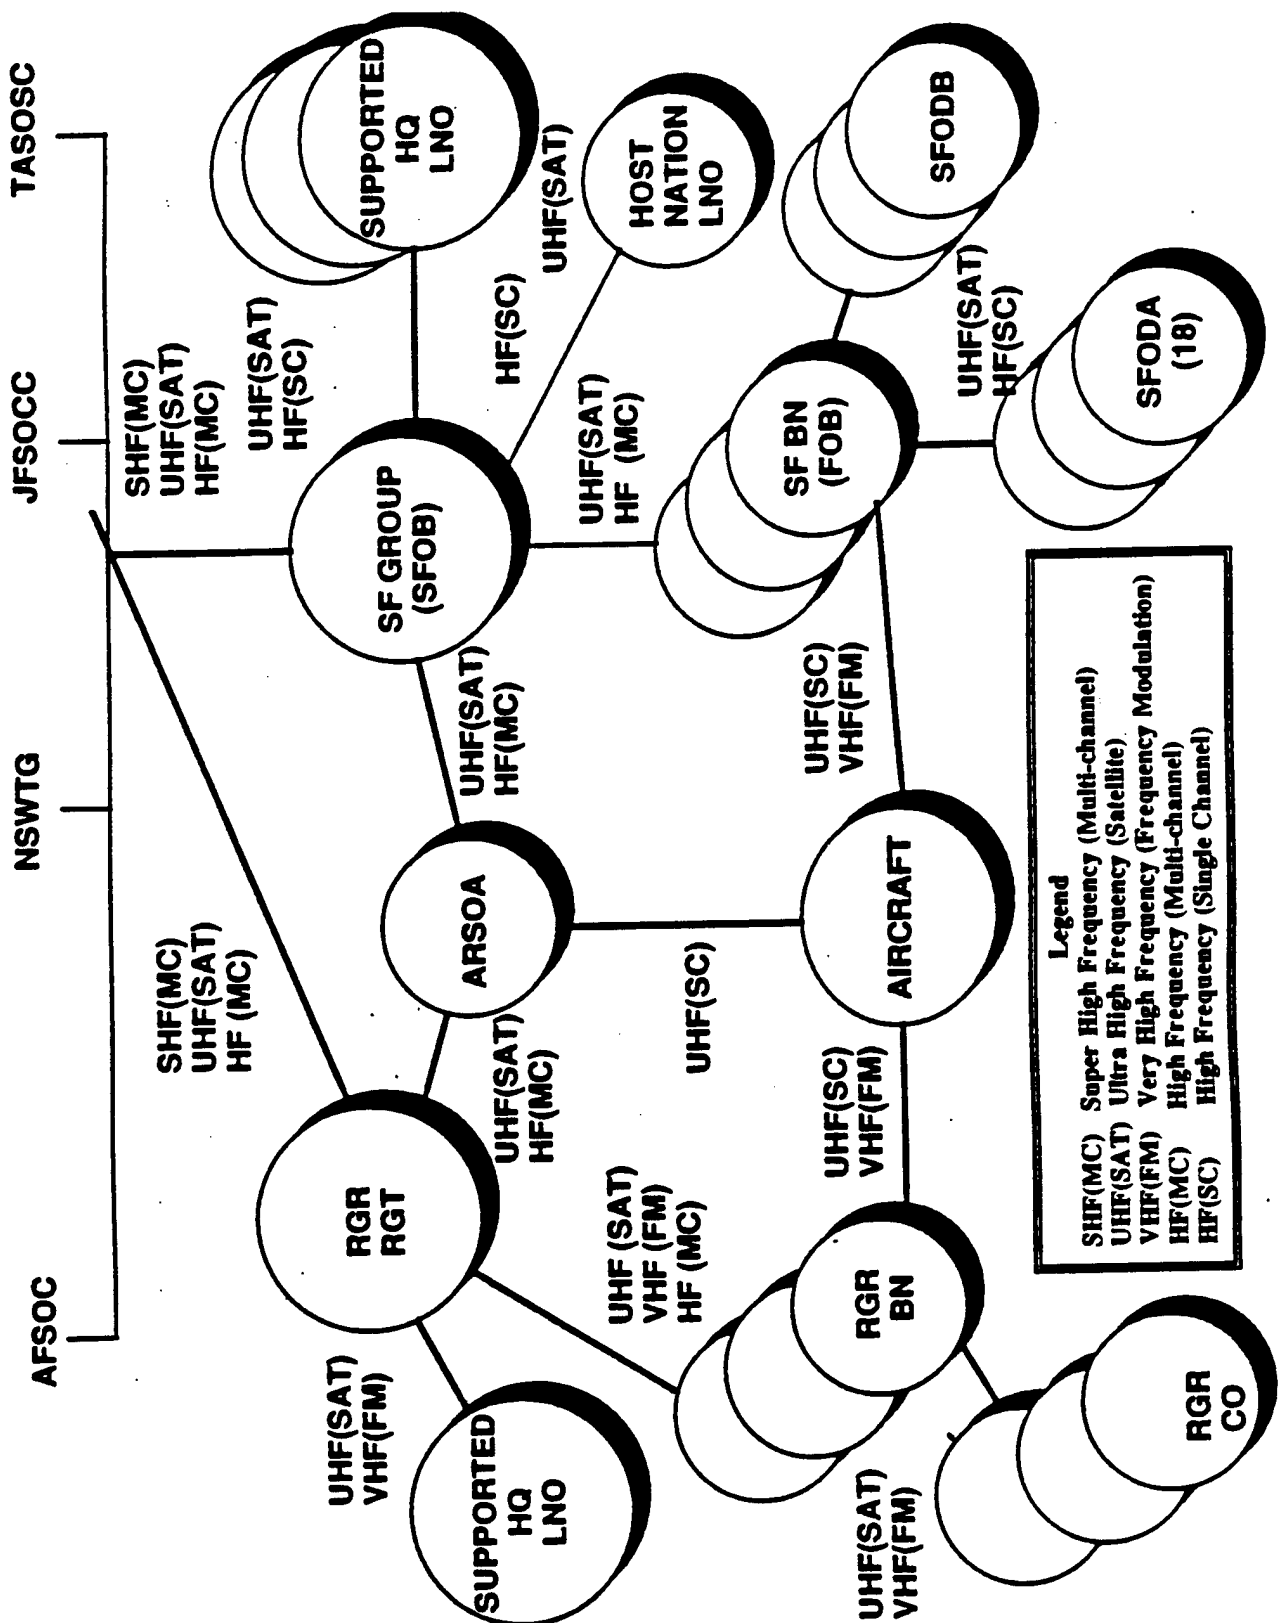 AFSOC
NSWTG
JFSOCC
TASOSC
SHF(MC)
UHF(SAT)
HF (MC)
SHF(MC)
UHF(SAT)
HF(MC)
UHF(SAT)
HF(SC)
SUPPORTED
HQ
LNO
UHF(SAT)
VHF(FM)
RGR
RGT
SF GROUP
(SFOB)
SUPPORTED
HQ
LNO
UHF(SAT)
HF(MC)
ARSOA
UHF(SAT)
HF(MC)
HF(SC)
UHF(SAT)
HOST
NATION
LNO
UHF (SAT)
VHF (FM)
HF (MC)
UHF(SC)
UHF(SAT)
HF (MC)
RGR
BN
UHF(SC)
VHF(FM)
AIRCRAFT
UHF(SC)
VHF(FM)
SF BN
(FOB)
SFODB
UHF(SAT)
VHF(FM)
RGR
CO
UHF(SAT)
HF(SC)
SFODA
(18)
Legend
SHF(MC) Super High Frequency (Multi-channel)
UHF(SAT) Ultra High Frequency (Satellite)
VHF(FM) Very High Frequency (Frequency Modulation)
HF(MC) High Frequency (Multi-channel)
HF(SC) High Frequency (Single Channel)